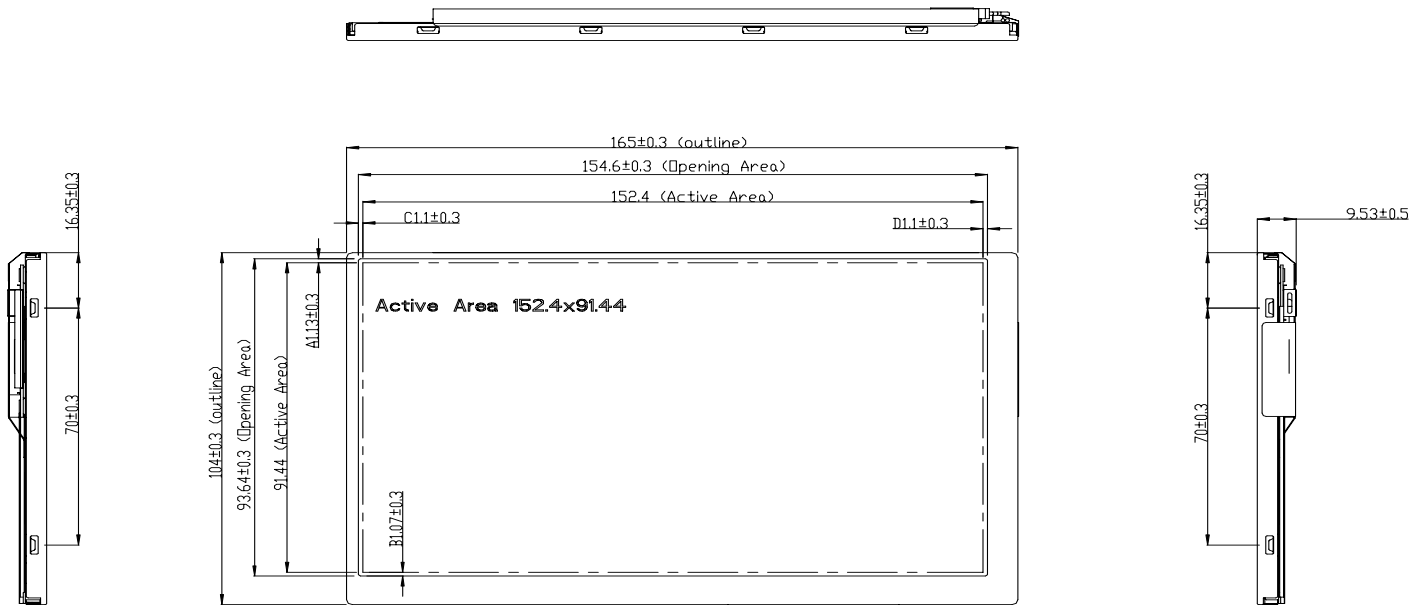 165±0.3 (outline)
154.6±0.3 (Opening Area)
152.4 (Active Area)
C1.1±0.3
D1.1±0.3
16.35±0.3
16.35±0.3
9.53±0.5
Active Area 152.4x91.44
A1.13±0.3
104±0.3 (outline)
93.64±0.3 (Opening Area)
91.44 (Active Area)
70±0.3
70±0.3
B1.07±0.3